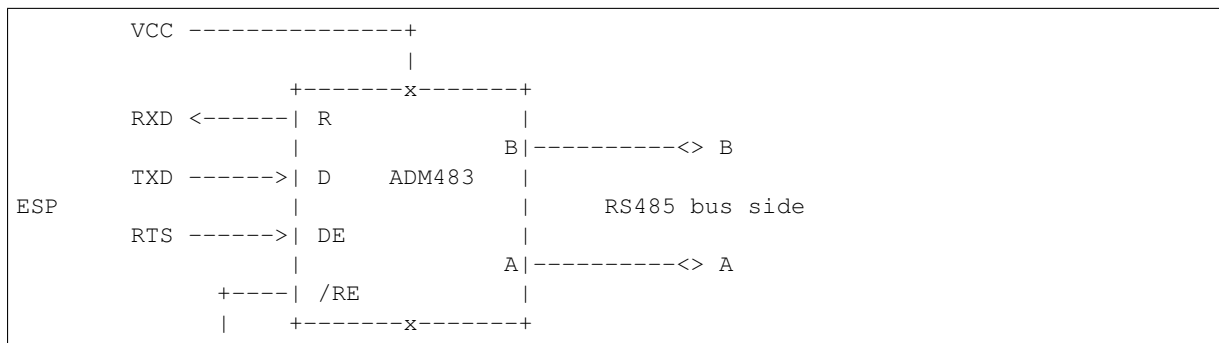 VCC ---------------+
                           |
                   +-------x-------+
        RXD <------| R             |
                   |              B|----------<> B
        TXD ------>| D    ADM483   |
ESP                |               |     RS485 bus side
        RTS ------>| DE            |
                   |              A|----------<> A
              +----| /RE           |
              |    +-------x-------+